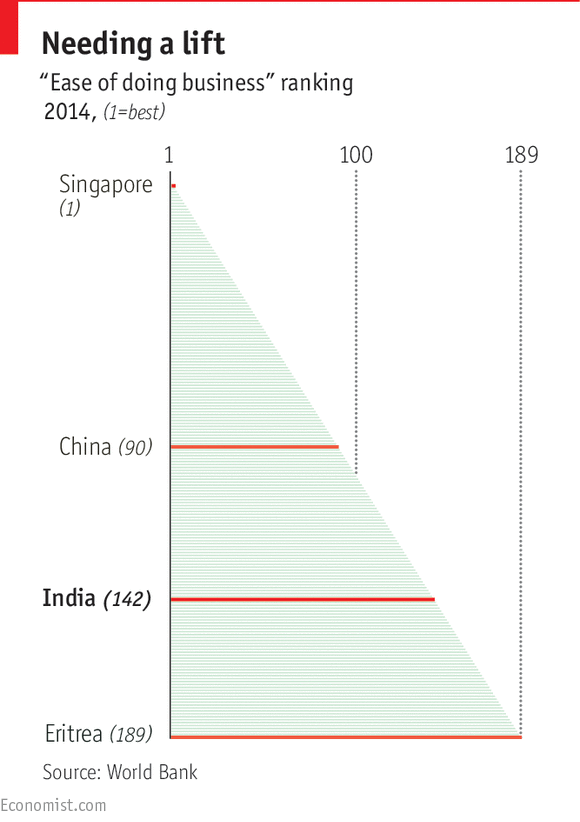 Needing a lift
“Ease of doing business” ranking
2014, (1=best)
1 100 189
Singapore
(1)
China (90)
India (142)
Eritrea (189)
Source: World Bank
Economist.com